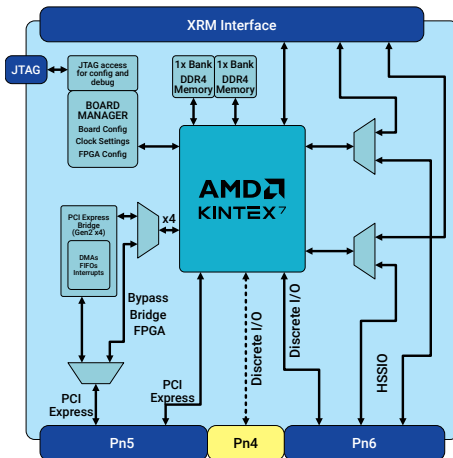 XRM Interface
JTAG
JTAG access
for config and
debug
BOARD
MANAGER
Board Config
Clock Settings
FPGA Config
1x Bank
DDR4
Memory
1x Bank
DDR4
Memory
AMD
KINTEX 7
PCI Express
Bridge
(Gen2 x4)
DMAs
FIFOs
Interrupts
x4
Bypass
Bridge
FPGA
PCI
Express
PCI
Express
Discrete I/O
Discrete I/O
HSSIO
Pn5
Pn4
Pn6